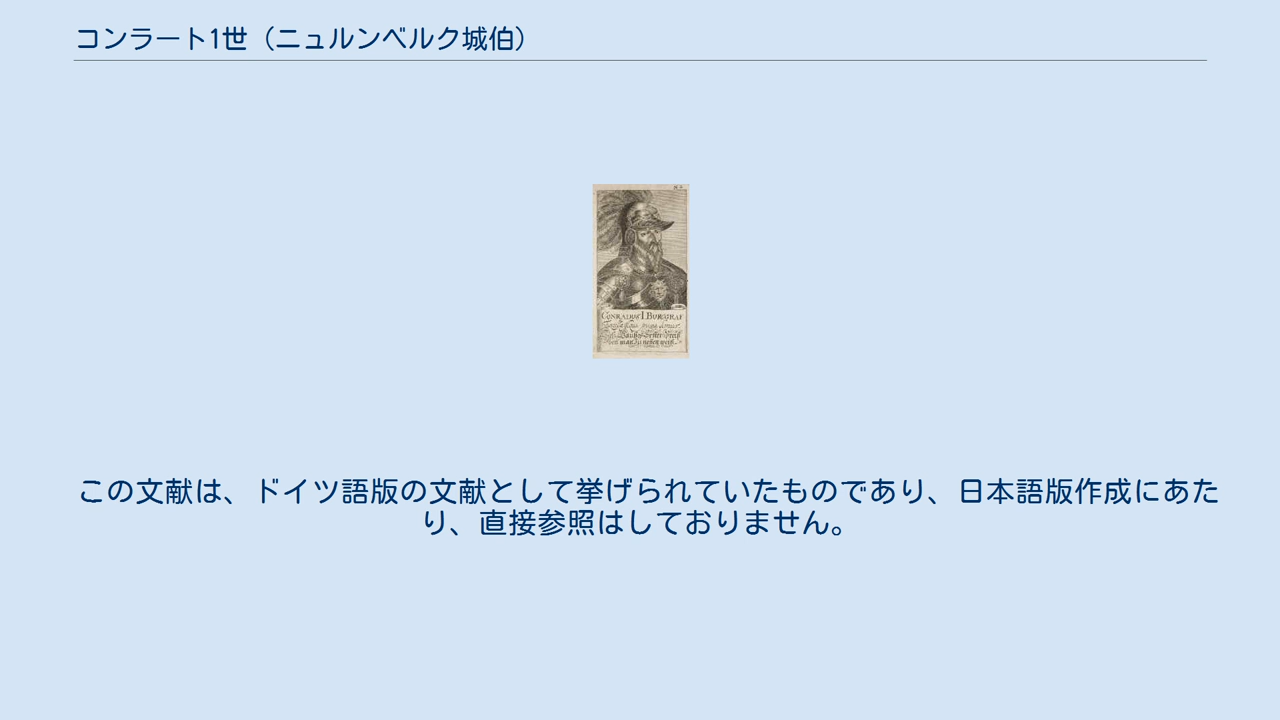 コンラート1世（ニュルンベルク城伯）
CONRADUS I BURGGRAF
この文献は、ドイツ語版の文献として挙げられていたものであり、日本語版作成にあた
り、直接参照はしておりません。